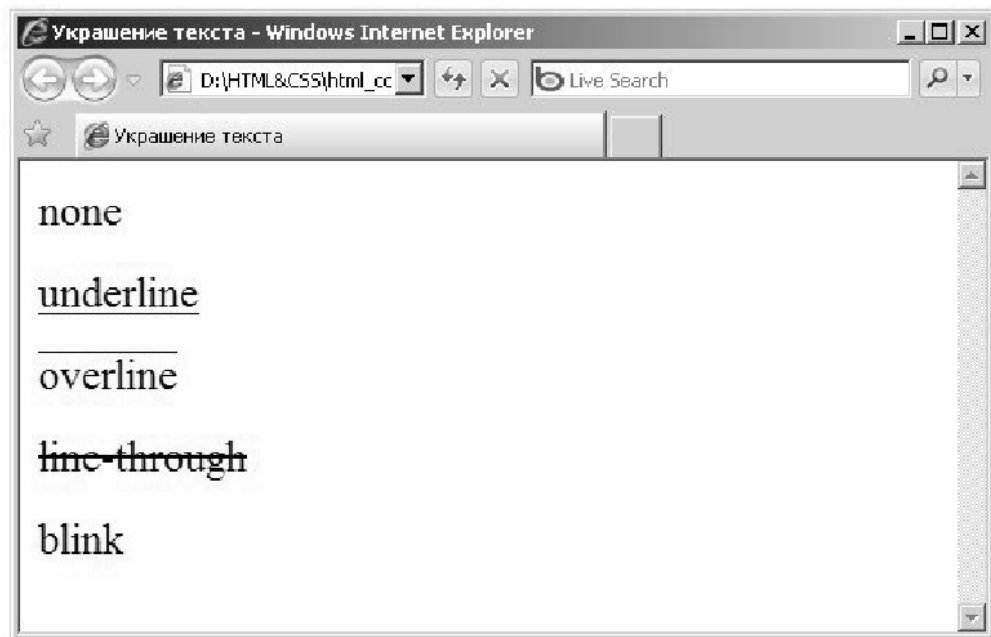 Украшение текста - Windows Internet Explorer
D:\HTML&CSS\html_cc
Live Search
Украшение текста
none
underline
overline
line-through
blink